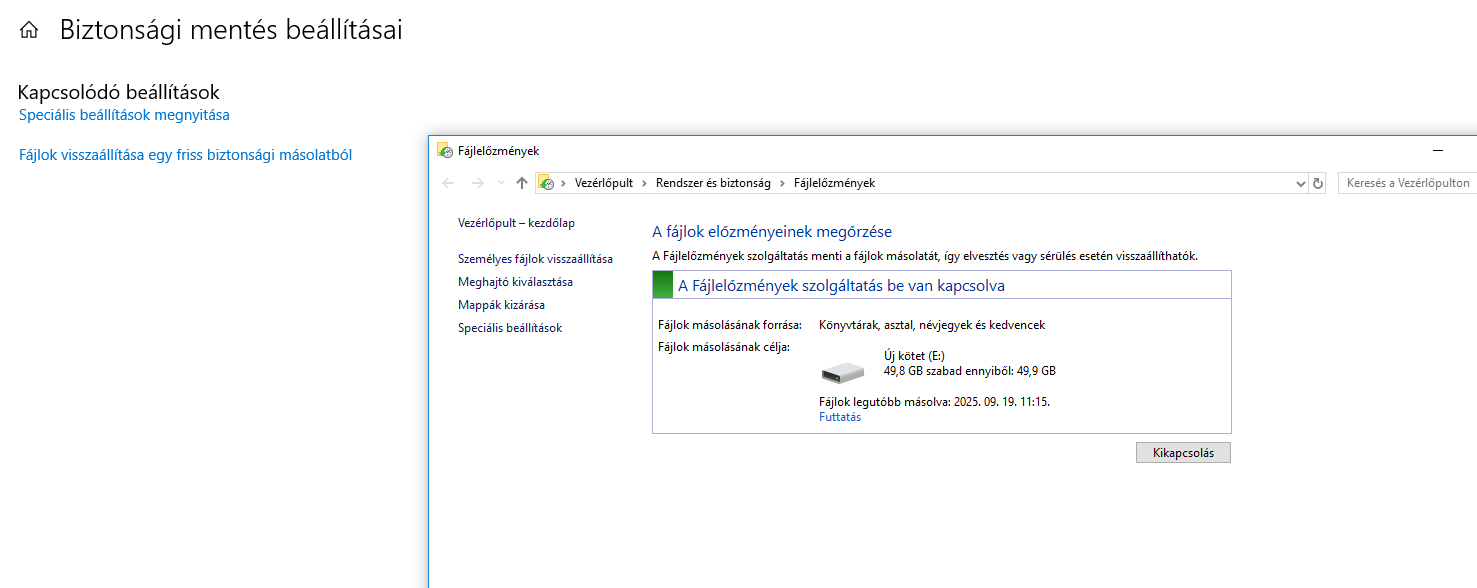 Biztonsági mentés beállításai
Kapcsolódó beállítások
Speciális beállítások megnyitása
Fájlok visszaállítása egy friss biztonsági másolatból
Fájlelőzmények
Vezérlőpult › Rendszer és biztonság › Fájlelőzmények
Keresés a Vezérlőpulton
Vezérlőpult – kezdőlap
Személyes fájlok visszaállítása
Meghajtó kiválasztása
Mappák kizárása
Speciális beállítások
A fájlok előzményeinek megőrzése
A Fájlelőzmények szolgáltatás menti a fájlok másolatát, így elvesztés vagy sérülés esetén visszaállíthatók.
A Fájlelőzmények szolgáltatás be van kapcsolva
Fájlok másolásának forrása: Könyvtárak, asztal, névjegyek és kedvencek
Fájlok másolásának célja:
Új kötet (E:)
49,8 GB szabad ennyiből: 49,9 GB
Fájlok legutóbb másolva: 2025. 09. 19. 11:15.
Futtatás
Kikapcsolás